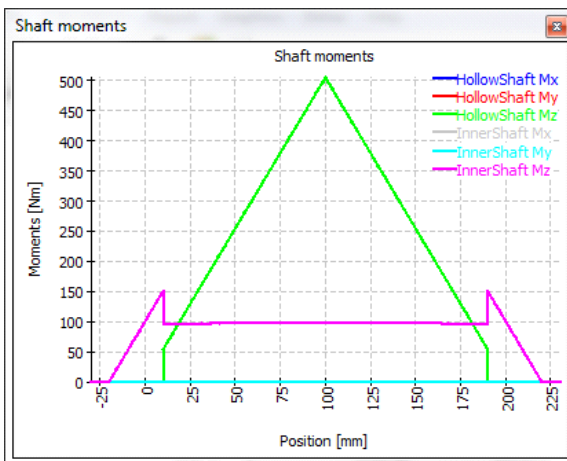 Shaft moments
Shaft moments
HollowShaft Mx
HollowShaft My
HollowShaft Mz
InnerShaft Mx
InnerShaft My
InnerShaft Mz
Moments [Nm]
500
450
400
350
300
250
200
150
100
50
0
-25
0
25
50
75
100
125
150
175
200
225
Position [mm]